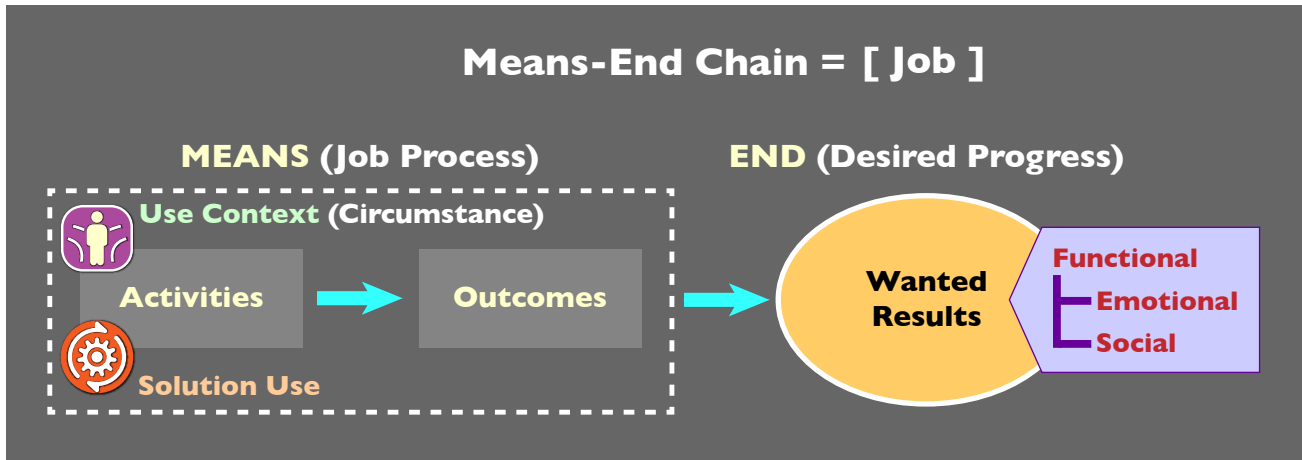 Means-End Chain = [ Job ]
MEANS (Job Process)
END (Desired Progress)
Use Context (Circumstance)
Activities
Outcomes
Solution Use
Wanted
Results
Functional
Emotional
Social